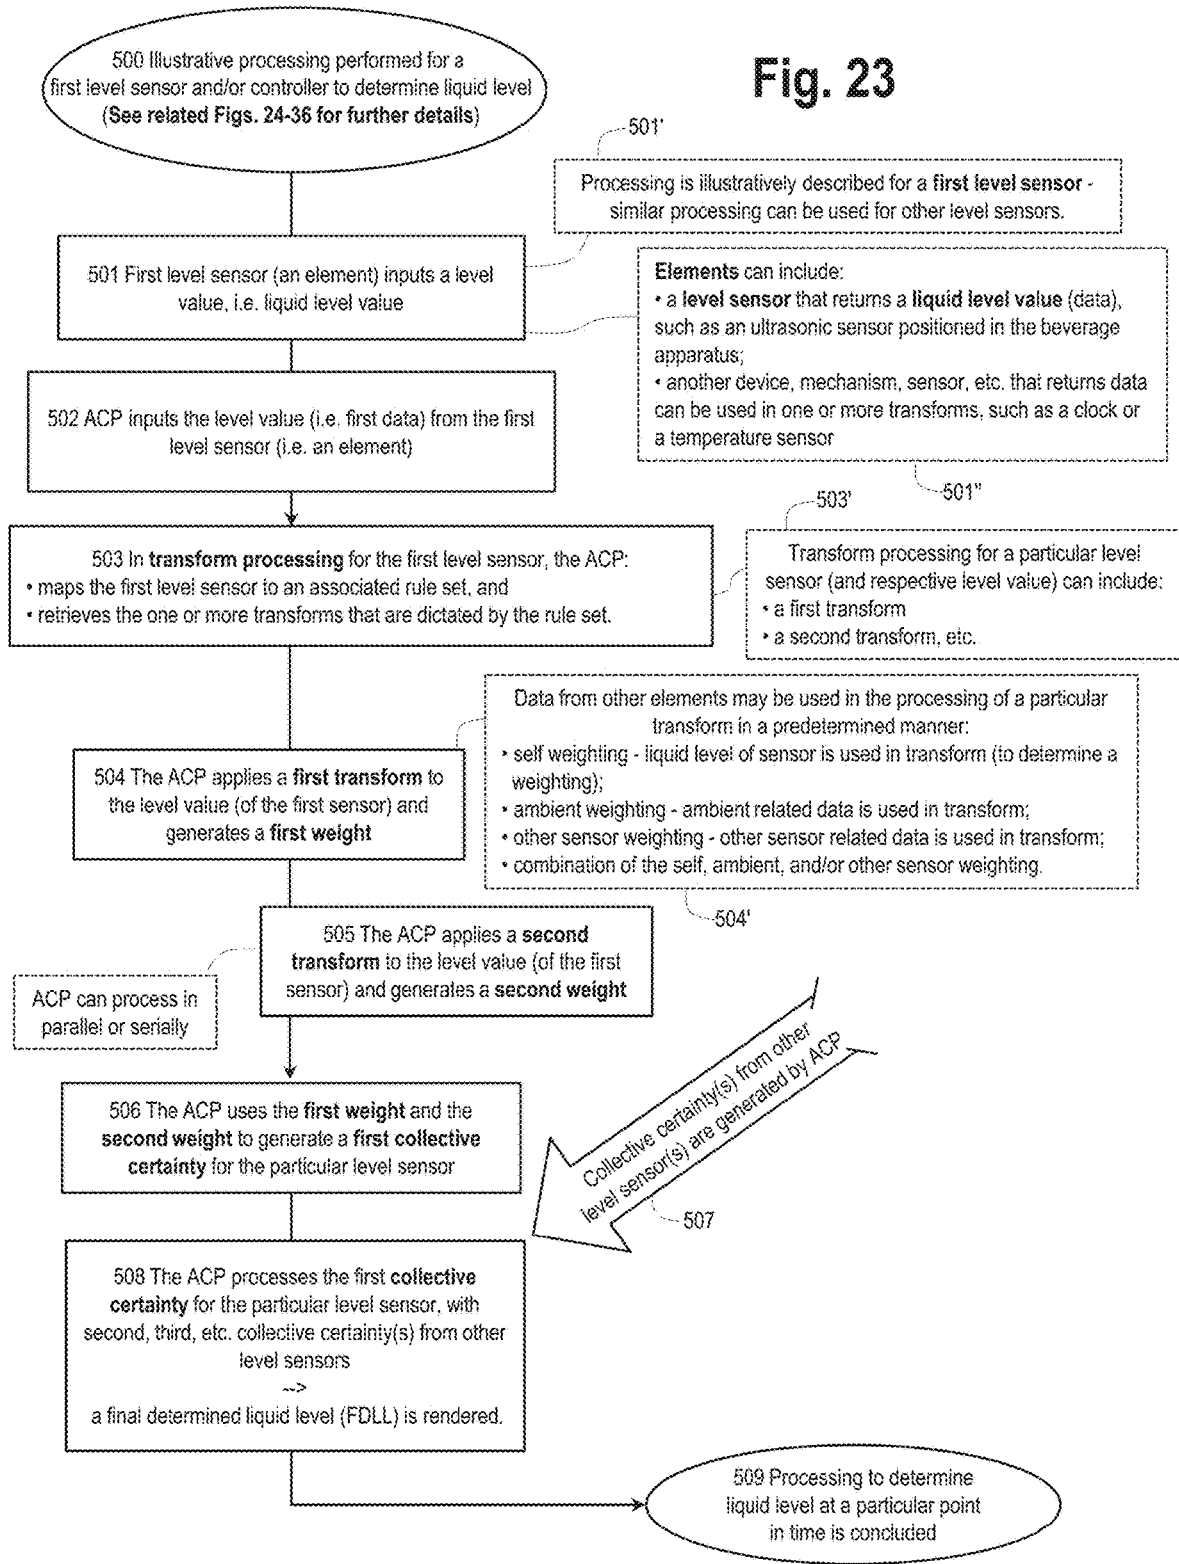 500 Illustrative processing performed for a
first level sensor and/or controller to determine liquid level
(See related Figs. 24-36 for further details)
Fig. 23
501'
Processing is illustratively described for a first level sensor -
similar processing can be used for other level sensors.
501 First level sensor (an element) inputs a level
value, i.e. liquid level value
Elements can include:
• a level sensor that returns a liquid level value (data),
such as an ultrasonic sensor positioned in the beverage
apparatus;
• another device, mechanism, sensor, etc. that returns data
can be used in one or more transforms, such as a clock or
a temperature sensor
501"
502 ACP inputs the level value (i.e. first data) from the first
level sensor (i.e. an element)
503'
503 In transform processing for the first level sensor, the ACP:
• maps the first level sensor to an associated rule set, and
• retrieves the one or more transforms that are dictated by the rule set.
Transform processing for a particular level
sensor (and respective level value) can include:
• a first transform
• a second transform, etc.
Data from other elements may be used in the processing of a particular
transform in a predetermined manner:
• self weighting - liquid level of sensor is used in transform (to determine a
weighting);
• ambient weighting - ambient related data is used in transform;
• other sensor weighting - other sensor related data is used in transform;
• combination of the self, ambient, and/or other sensor weighting.
504'
504 The ACP applies a first transform to
the level value (of the first sensor) and
generates a first weight
505 The ACP applies a second
transform to the level value (of the first
sensor) and generates a second weight
ACP can process in
parallel or serially
506 The ACP uses the first weight and the
second weight to generate a first collective
certainty for the particular level sensor
Collective certainty(s) from other
level sensor(s) are generated by ACP
507
508 The ACP processes the first collective
certainty for the particular level sensor, with
second, third, etc. collective certainty(s) from other
level sensors
-->
a final determined liquid level (FDLL) is rendered.
509 Processing to determine
liquid level at a particular point
in time is concluded